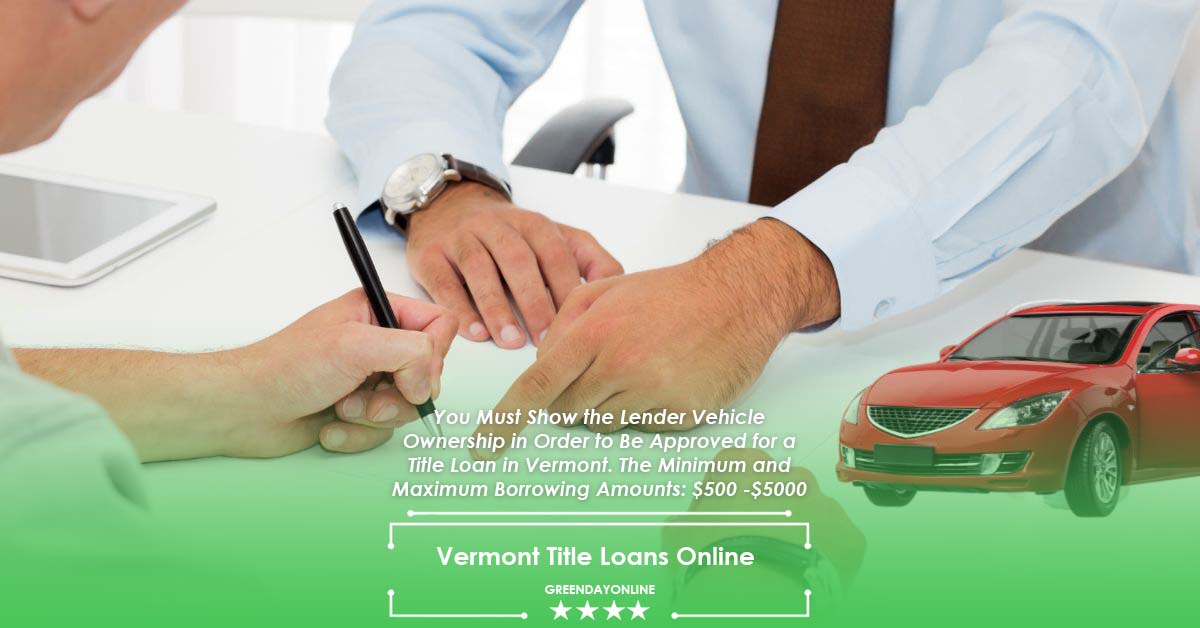 You Must Show the Lender Vehicle
Ownership in Order to Be Approved for a
Title Loan in Vermont. The Minimum and
Maximum Borrowing Amounts: $500 -$5000
Vermont Title Loans Online
GREENDAYONLINE